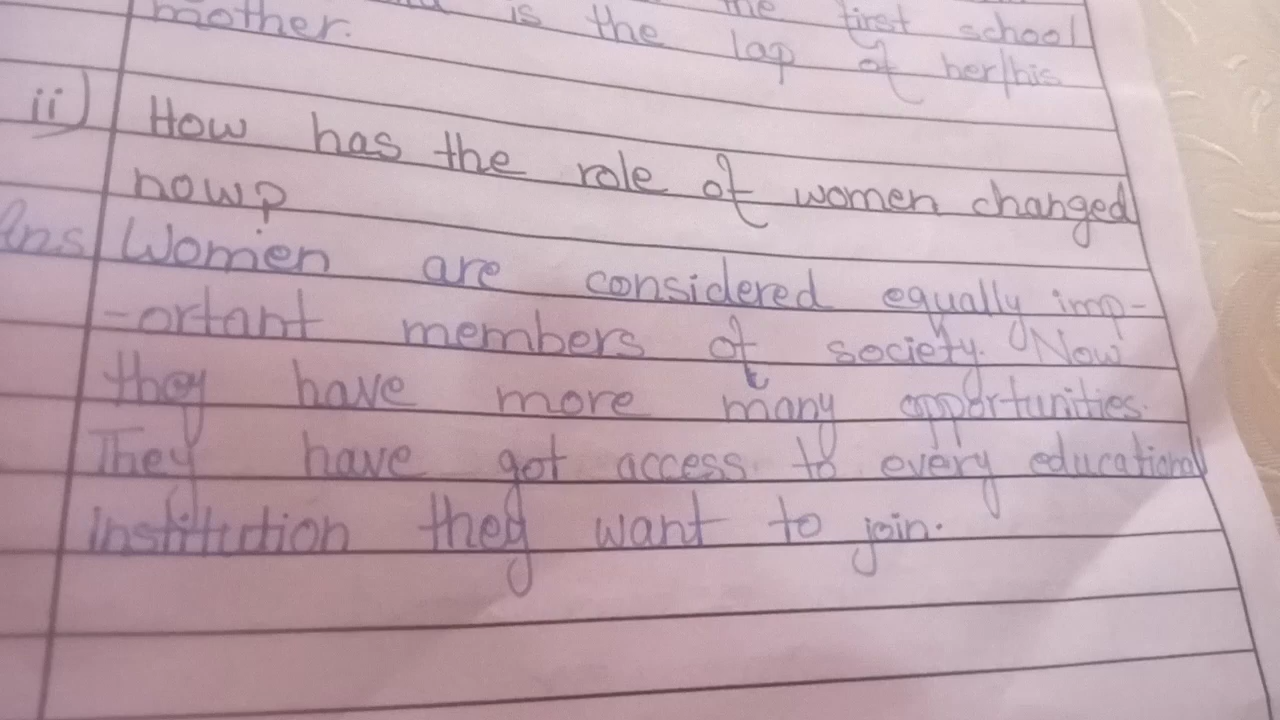 is the first school
mother. is the lap of her/his
ii) How has the role of women changed
now?
Ans Women are considered equally imp-
-ortant members of society. Now
they have more many opportunities.
They have got access to every educational
institution they want to join.